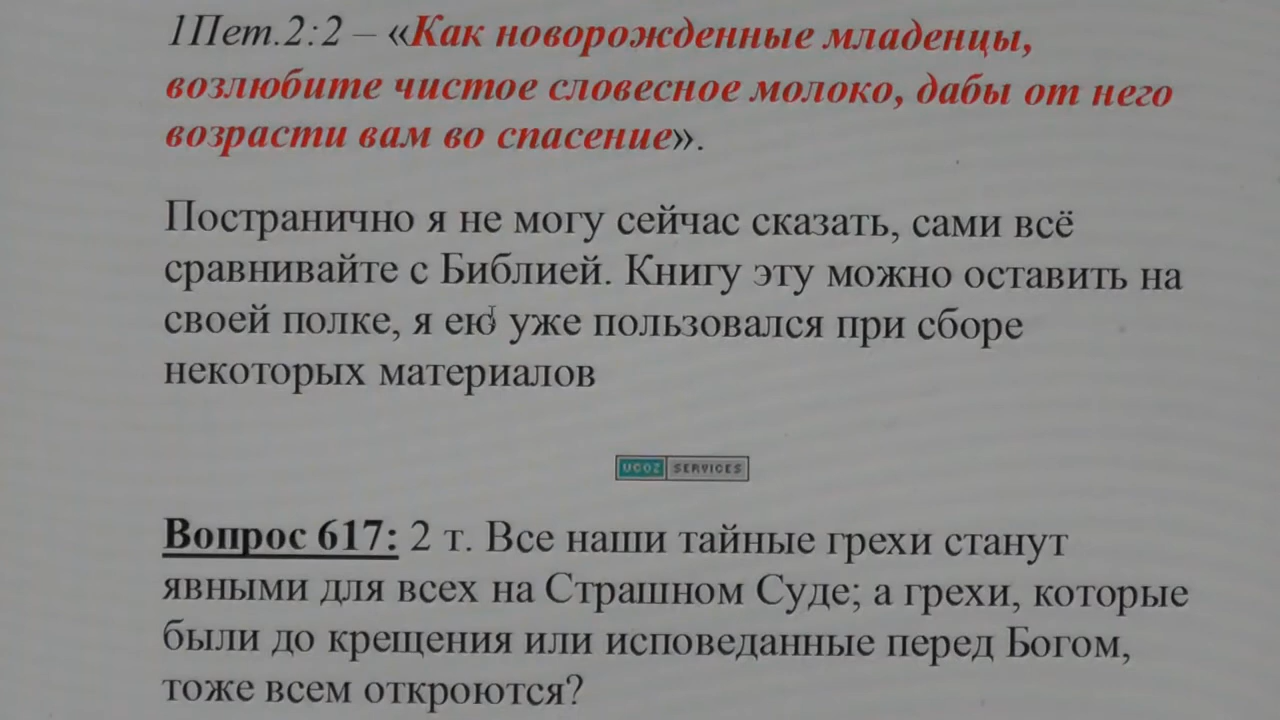 1Пет.2:2 – «Как новорожденные младенцы,
возлюбите чистое словесное молоко, дабы от него
возрасти вам во спасение».
Постранично я не могу сейчас сказать, сами всё
сравнивайте с Библией. Книгу эту можно оставить на
своей полке, я ею уже пользовался при сборе
некоторых материалов
UCOZ SERVICES
Вопрос 617: 2 т. Все наши тайные грехи станут
явными для всех на Страшном Суде; а грехи, которые
были до крещения или исповеданные перед Богом,
тоже всем откроются?